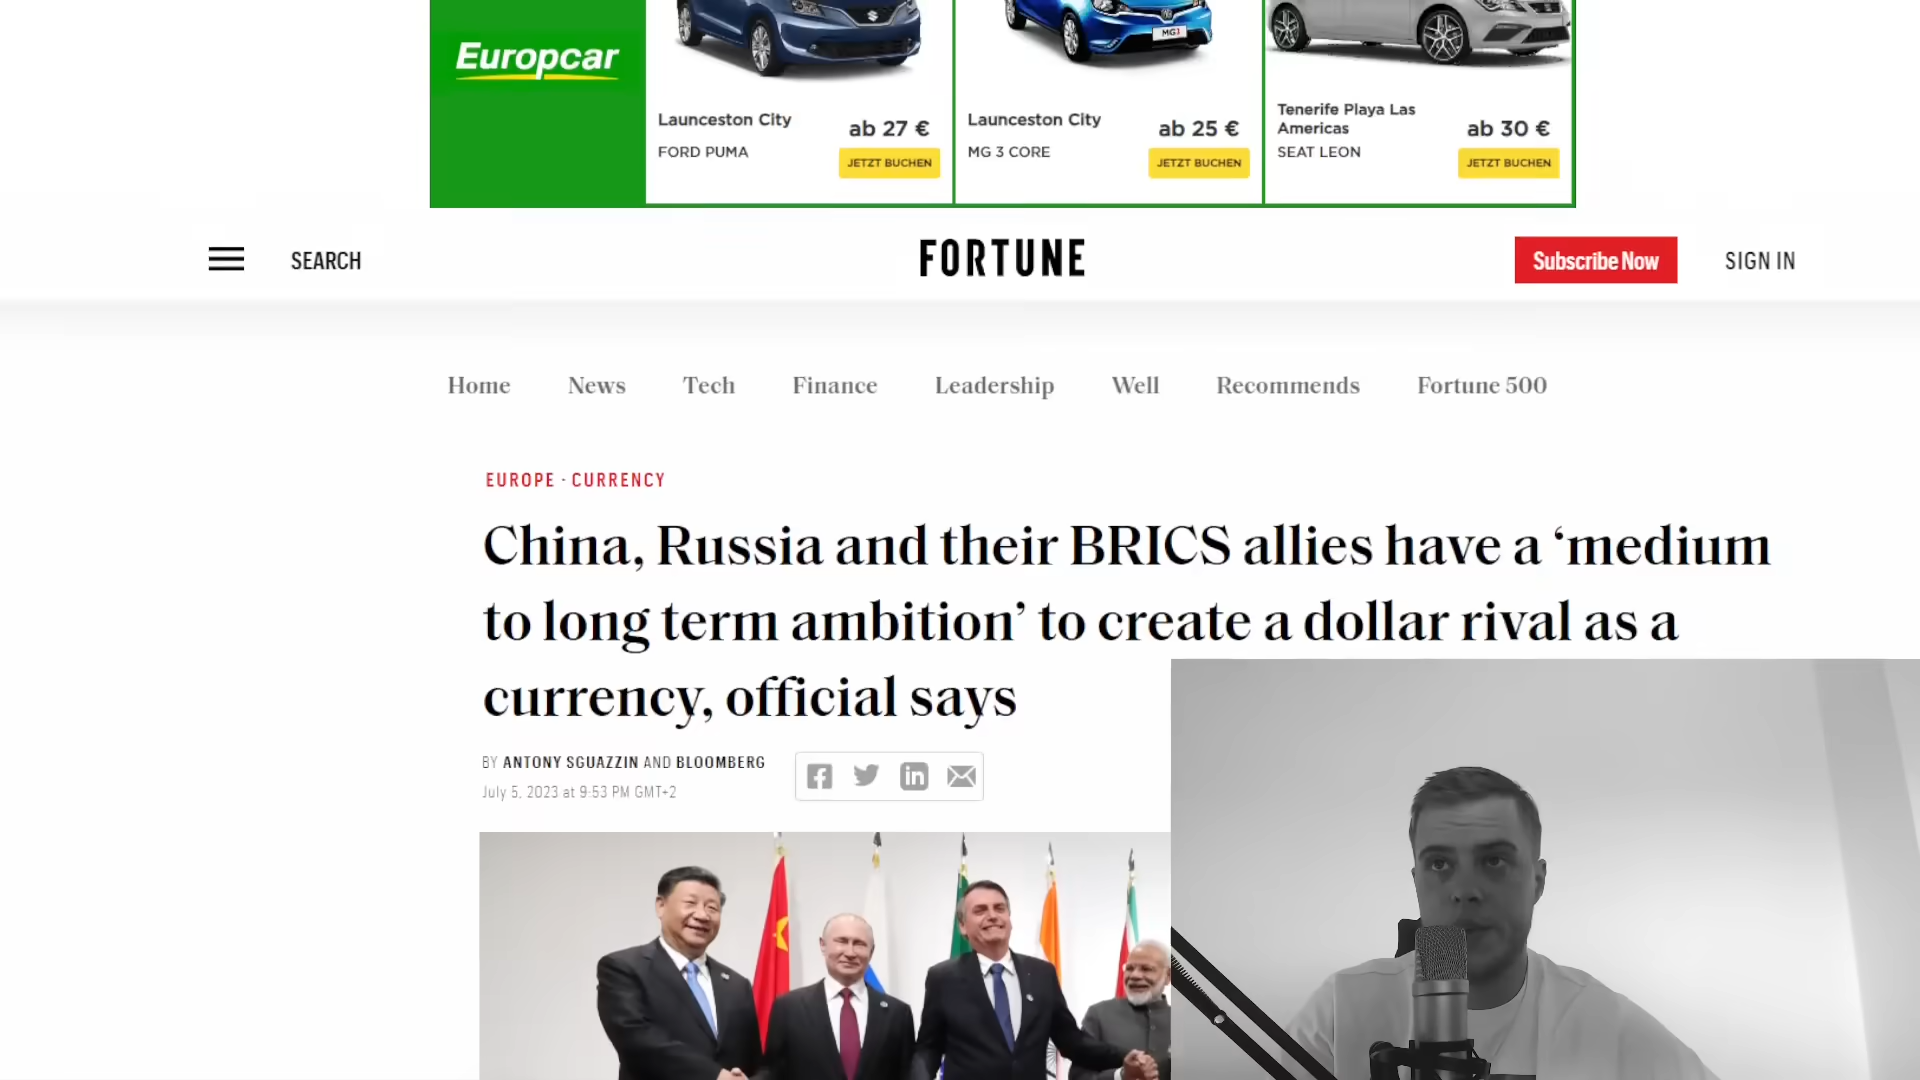 Europcar
Launceston City
FORD PUMA
ab 27 €
JETZT BUCHEN
Launceston City
MG 3 CORE
ab 25 €
JETZT BUCHEN
MG3
Tenerife Playa Las
Americas
SEAT LEON
ab 30 €
JETZT BUCHEN
SEARCH
FORTUNE
Subscribe Now
SIGN IN
Home News Tech Finance Leadership Well Recommends Fortune 500
EUROPE · CURRENCY
China, Russia and their BRICS allies have a ‘medium
to long term ambition’ to create a dollar rival as a
currency, official says
BY ANTONY SGUAZZIN AND BLOOMBERG
July 5, 2023 at 9:53 PM GMT+2